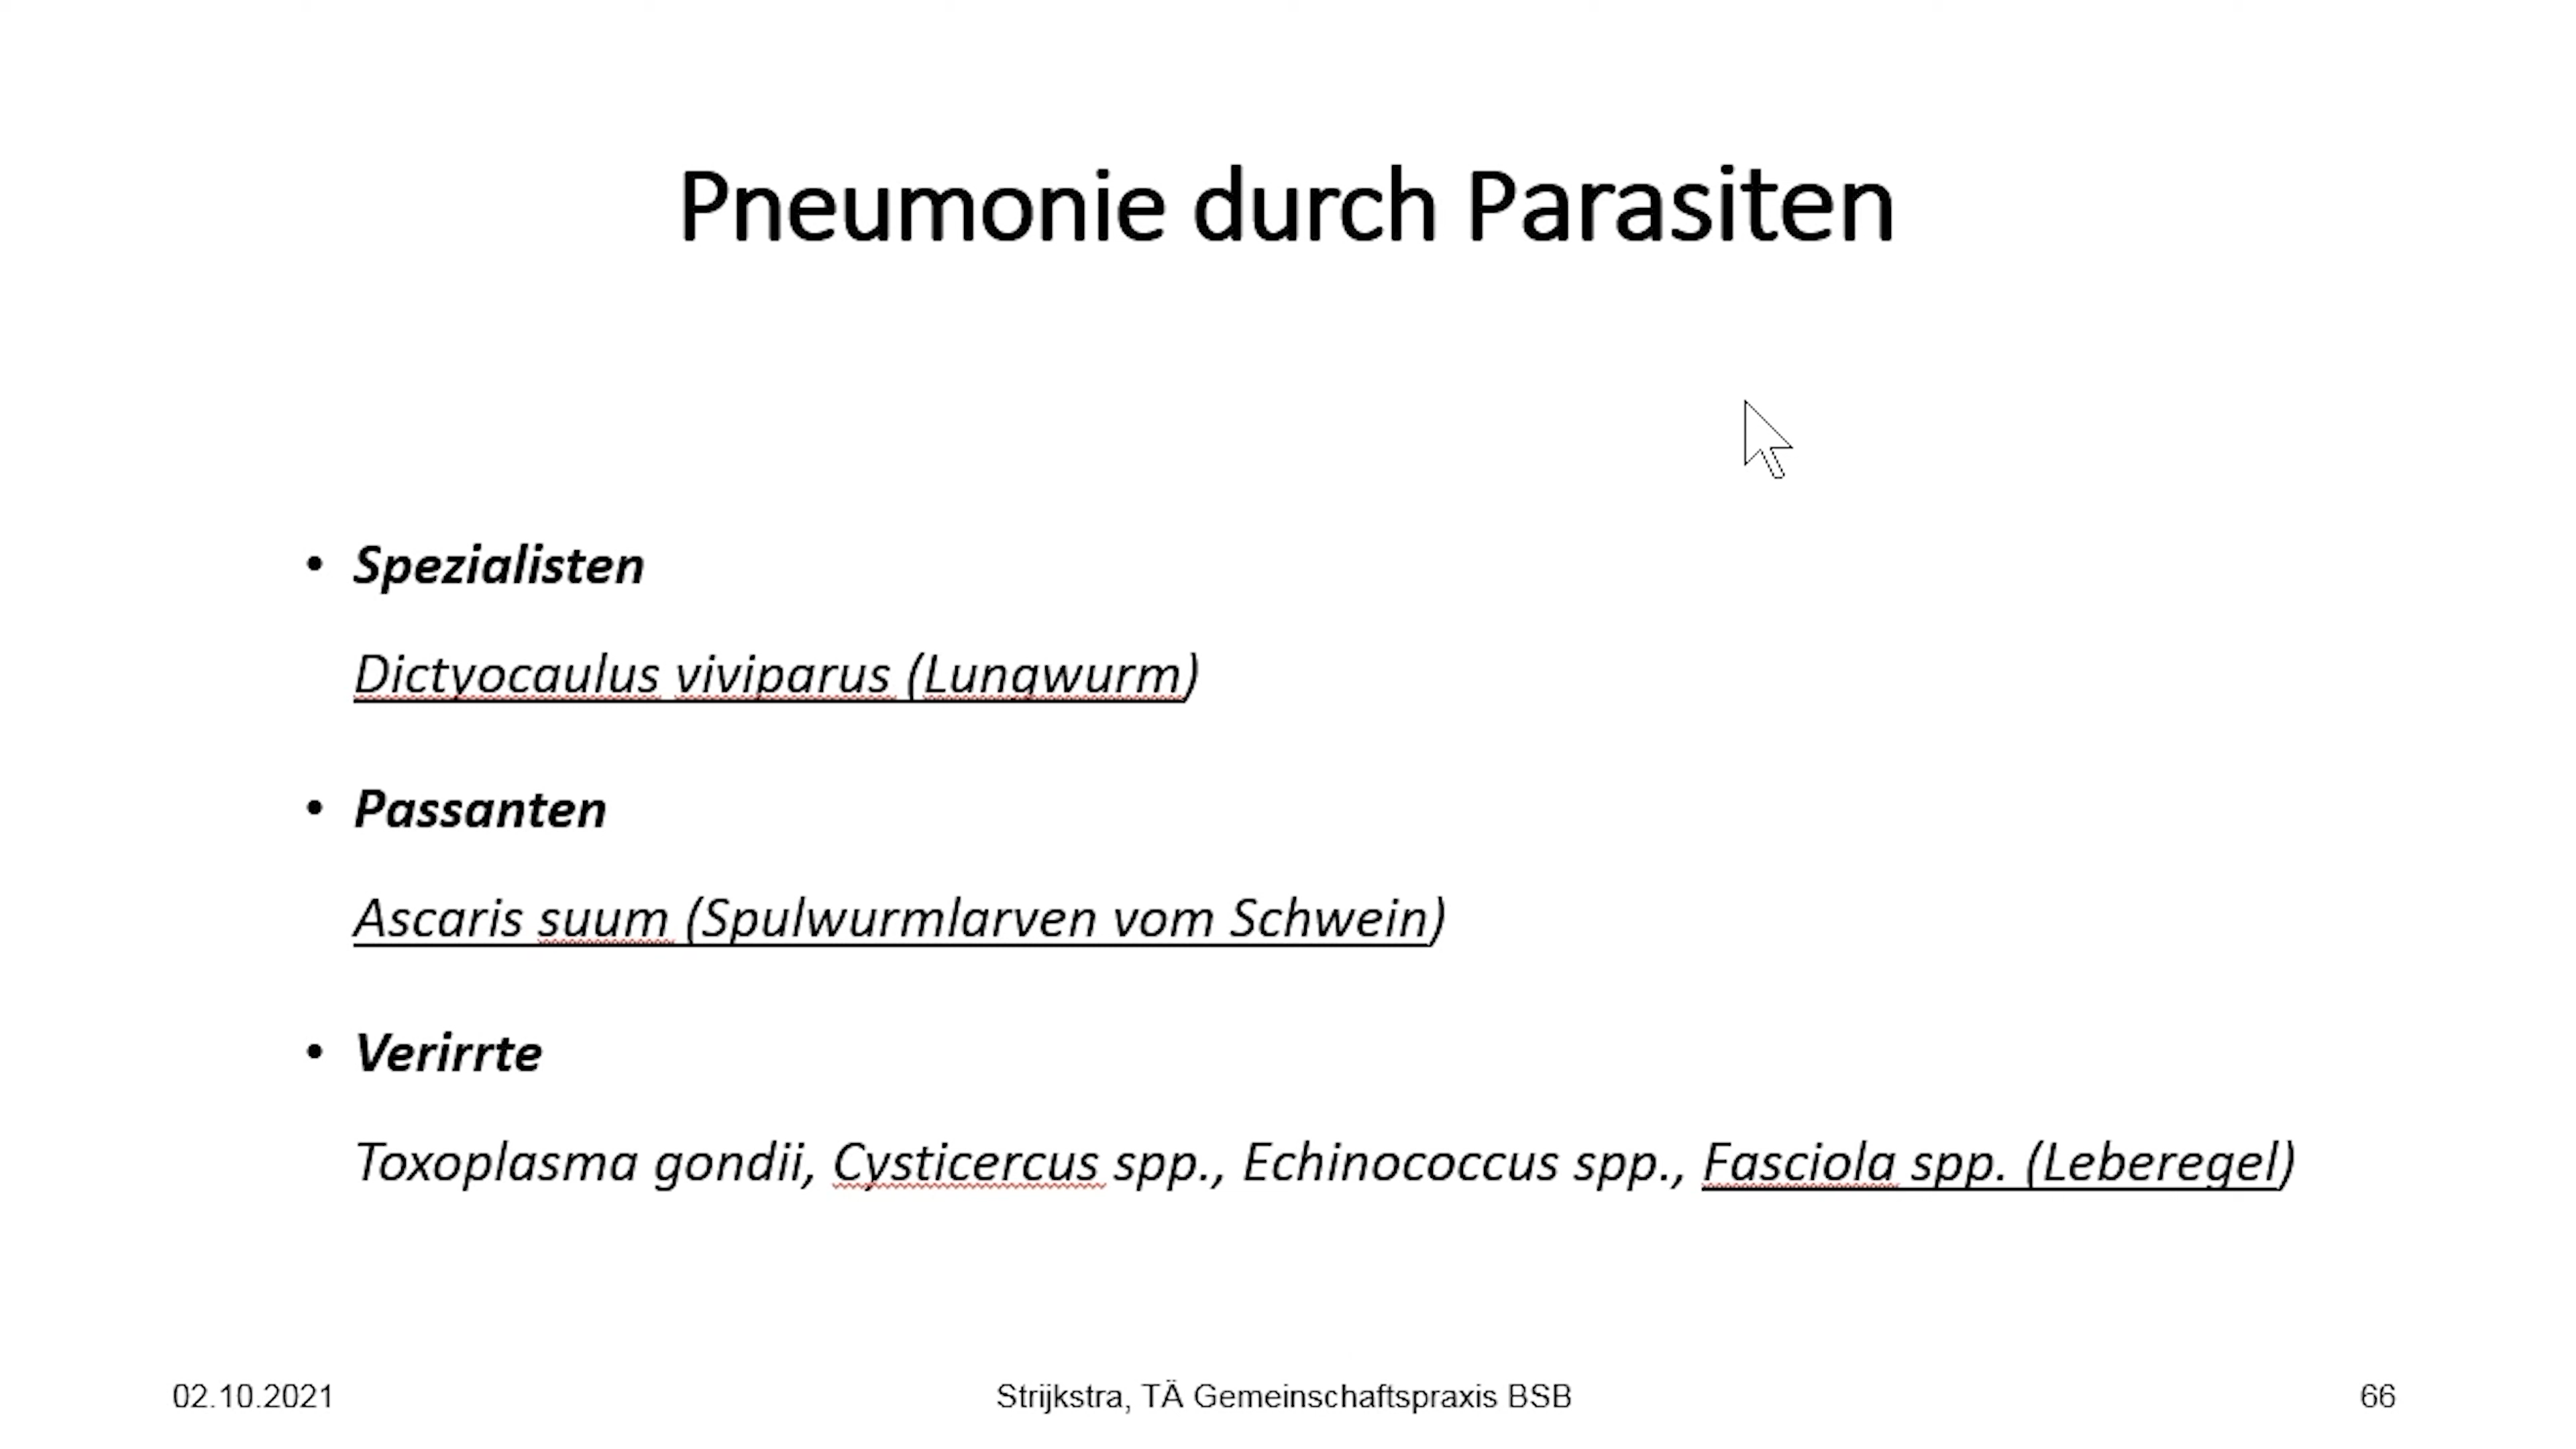 Pneumonie durch Parasiten
• Spezialisten
Dictyocaulus viviparus (Lungwurm)
• Passanten
Ascaris suum (Spulwurmlarven vom Schwein)
• Verirrte
Toxoplasma gondii, Cysticercus spp., Echinococcus spp., Fasciola spp. (Leberegel)
02.10.2021 Strijkstra, TÄ Gemeinschaftspraxis BSB 66